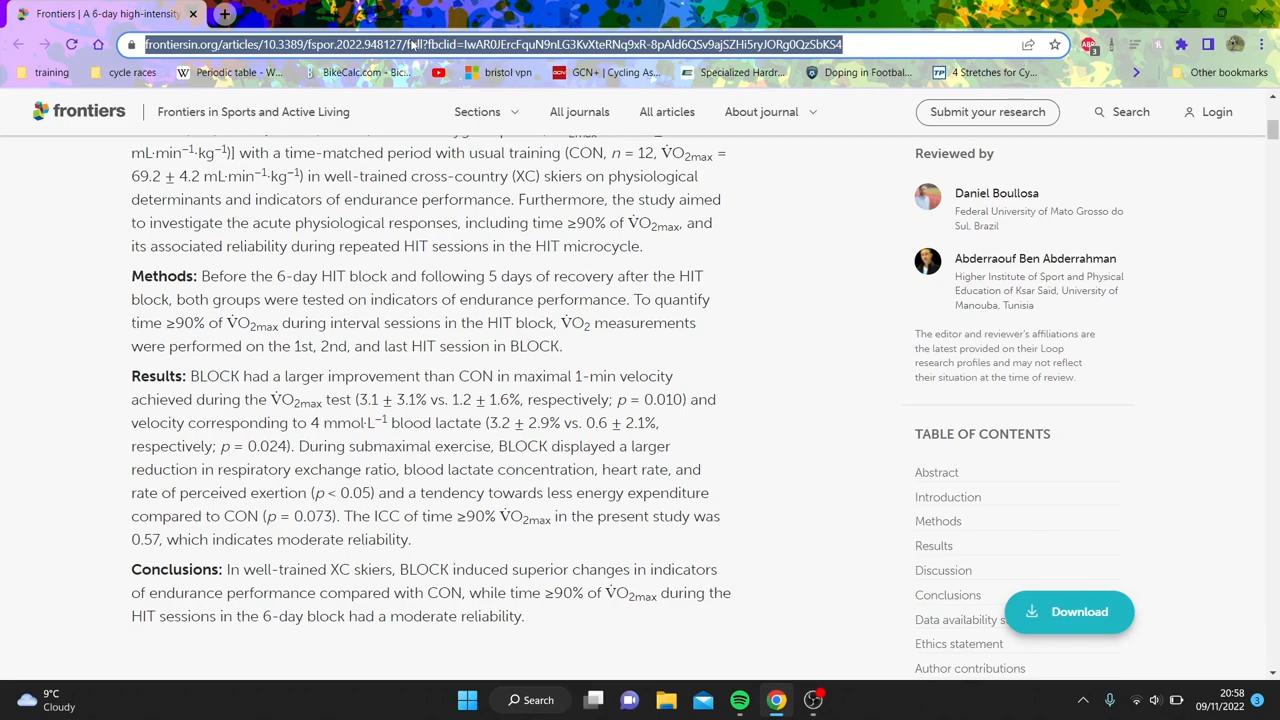 Frontiers | A 6-day high-intensity
frontiersin.org/articles/10.3389/fspor.2022.948127/full?fbclid=IwAR0JErcFquN9nLG3KvXteRNq9xR-8pAld6QSv9ajSZHi5ryJORg0QzSbKS4
ABP
3
training
cycle races
Periodic table - W...
BikeCalc.com - Bic...
bristol vpn
GCN+ | Cycling As...
Specialized Hardr...
Doping in Footbal...
4 Stretches for Cy...
Other bookmarks
frontiers
Frontiers in Sports and Active Living
Sections
All journals
All articles
About journal
Submit your research
Search
Login
mL·min−1·kg−1)] with a time-matched period with usual training (CON, n = 12, V̇O2max =
69.2 ± 4.2 mL·min−1·kg−1) in well-trained cross-country (XC) skiers on physiological
determinants and indicators of endurance performance. Furthermore, the study aimed
to investigate the acute physiological responses, including time ≥90% of V̇O2max, and
its associated reliability during repeated HIT sessions in the HIT microcycle.
Methods: Before the 6-day HIT block and following 5 days of recovery after the HIT
block, both groups were tested on indicators of endurance performance. To quantify
time ≥90% of V̇O2max during interval sessions in the HIT block, V̇O2 measurements
were performed on the 1st, 2nd, and last HIT session in BLOCK.
Results: BLOCK had a larger improvement than CON in maximal 1-min velocity
achieved during the V̇O2max test (3.1 ± 3.1% vs. 1.2 ± 1.6%, respectively; p = 0.010) and
velocity corresponding to 4 mmol·L−1 blood lactate (3.2 ± 2.9% vs. 0.6 ± 2.1%,
respectively; p = 0.024). During submaximal exercise, BLOCK displayed a larger
reduction in respiratory exchange ratio, blood lactate concentration, heart rate, and
rate of perceived exertion (p < 0.05) and a tendency towards less energy expenditure
compared to CON (p = 0.073). The ICC of time ≥90% V̇O2max in the present study was
0.57, which indicates moderate reliability.
Conclusions: In well-trained XC skiers, BLOCK induced superior changes in indicators
of endurance performance compared with CON, while time ≥90% of V̇O2max during the
HIT sessions in the 6-day block had a moderate reliability.
Reviewed by
Daniel Boullosa
Federal University of Mato Grosso do
Sul, Brazil
Abderraouf Ben Abderrahman
Higher Institute of Sport and Physical
Education of Ksar Said, University of
Manouba, Tunisia
The editor and reviewer's affiliations are
the latest provided on their Loop
research profiles and may not reflect
their situation at the time of review.
TABLE OF CONTENTS
Abstract
Introduction
Methods
Results
Discussion
Conclusions
Data availability s
Ethics statement
Author contributions
Download
9°C
Cloudy
Search
20:58
09/11/2022
3